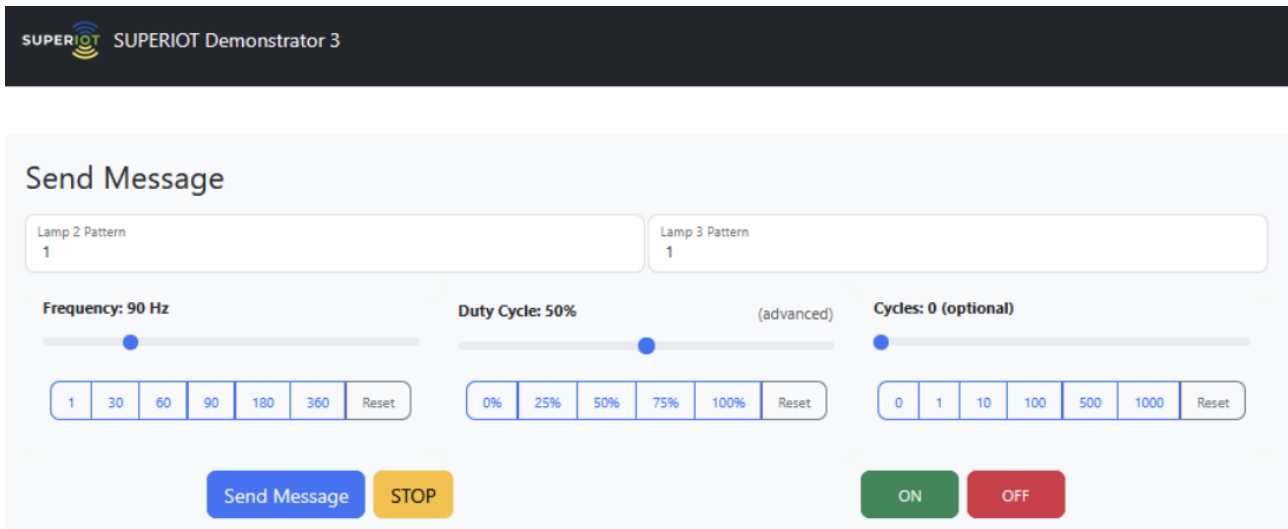 SUPERIOT SUPERIOT Demonstrator 3
Send Message
Lamp 2 Pattern
1
Lamp 3 Pattern
1
Frequency: 90 Hz
1 30 60 90 180 360 Reset
Duty Cycle: 50% (advanced)
0% 25% 50% 75% 100% Reset
Cycles: 0 (optional)
0 1 10 100 500 1000 Reset
Send Message STOP
ON OFF